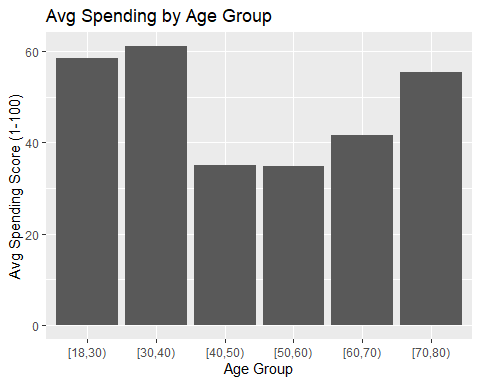 Avg Spending by Age Group
Avg Spending Score (1-100)
60
40
20
0
[18,30) [30,40) [40,50) [50,60) [60,70) [70,80)
Age Group